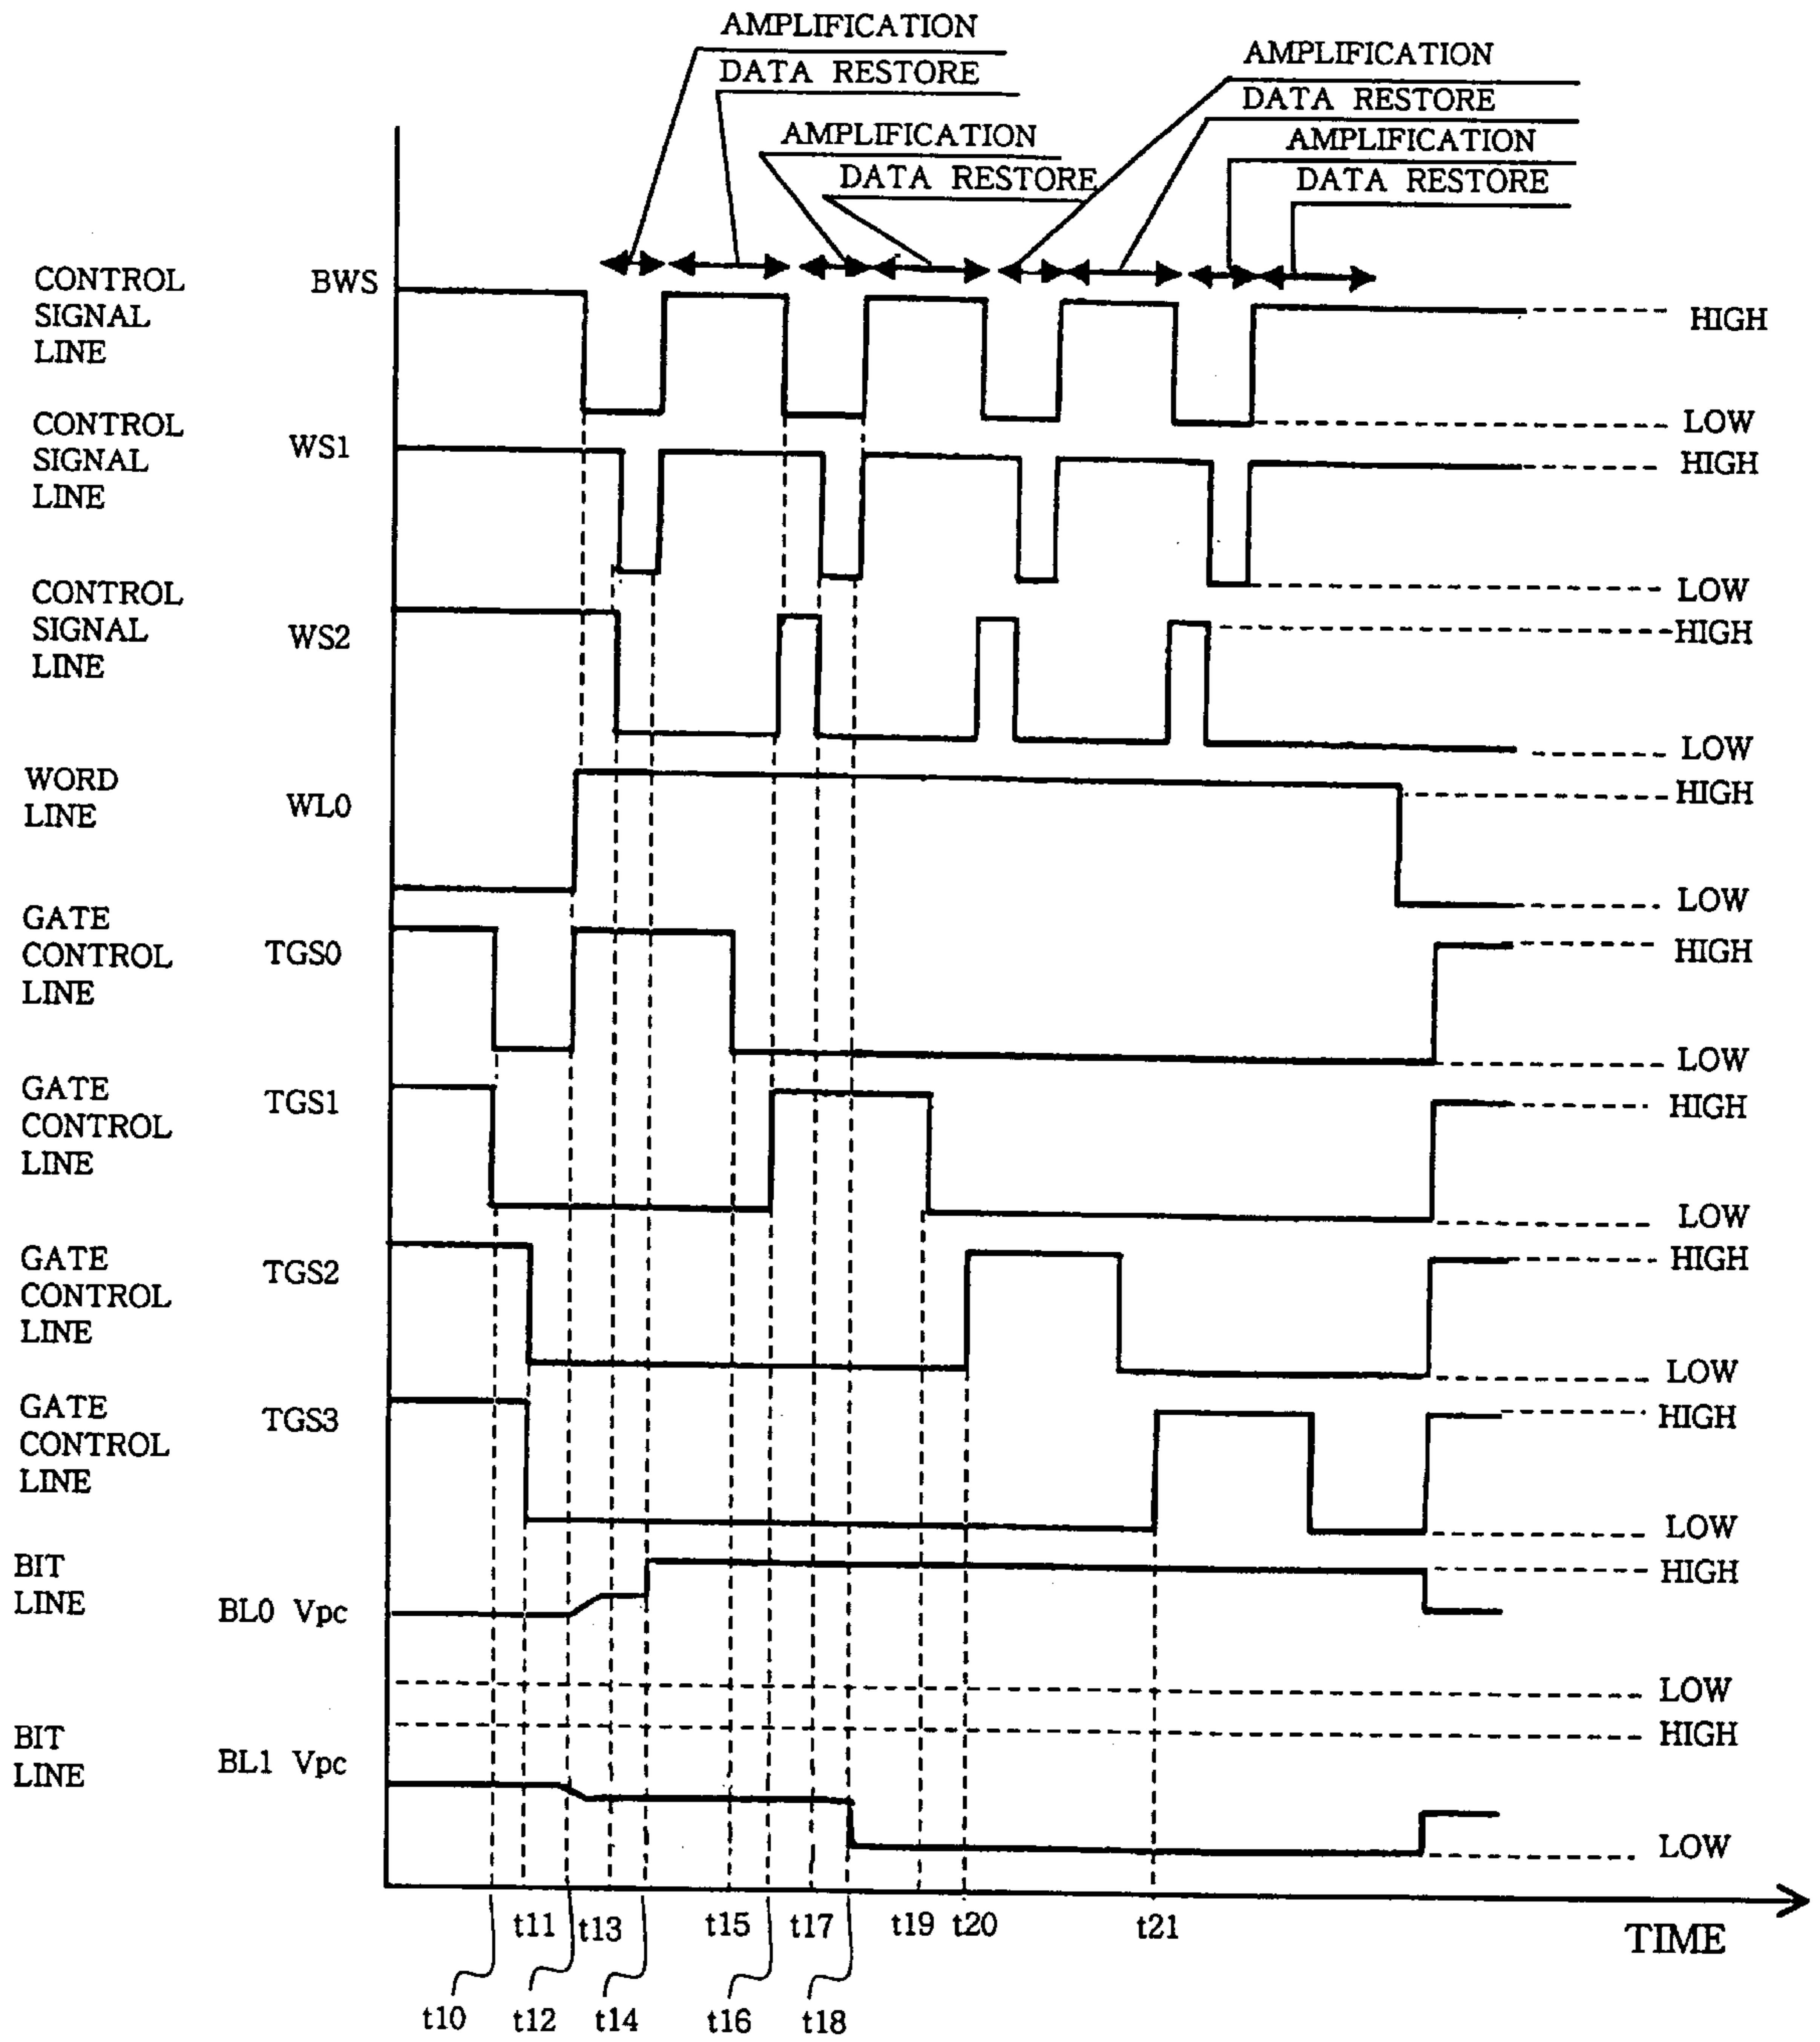 AMPLIFICATION
DATA RESTORE
AMPLIFICATION
DATA RESTORE
AMPLIFICATION
DATA RESTORE
AMPLIFICATION
DATA RESTORE
CONTROL
SIGNAL
LINE
BWS
HIGH
LOW
CONTROL
SIGNAL
LINE
WS1
HIGH
LOW
CONTROL
SIGNAL
LINE
WS2
HIGH
LOW
WORD
LINE
WL0
HIGH
LOW
GATE
CONTROL
LINE
TGS0
HIGH
LOW
GATE
CONTROL
LINE
TGS1
HIGH
LOW
GATE
CONTROL
LINE
TGS2
HIGH
LOW
GATE
CONTROL
LINE
TGS3
HIGH
LOW
BIT
LINE
BL0 Vpc
HIGH
LOW
BIT
LINE
BL1 Vpc
HIGH
LOW
t11 t13 t15 t17 t19 t20 t21
TIME
t10 t12 t14 t16 t18